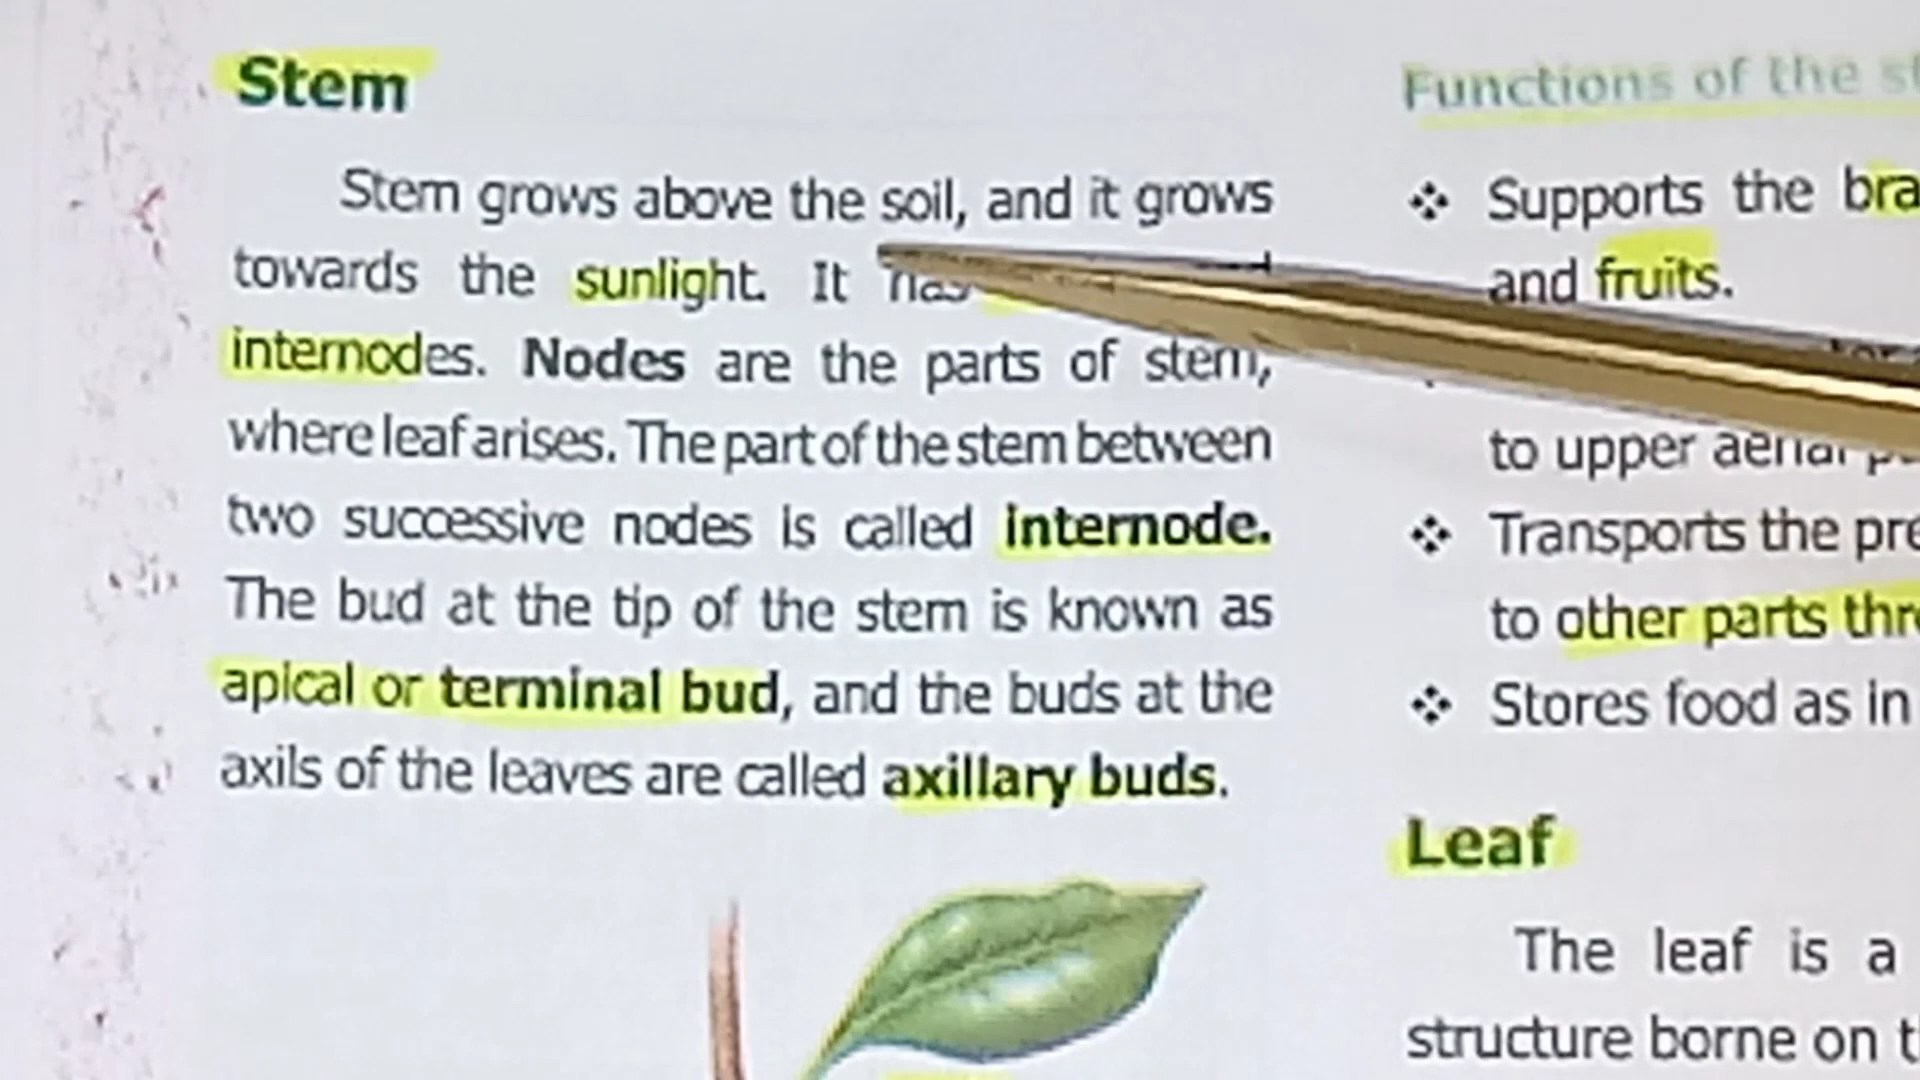 Stem
Stem grows above the soil, and it grows
towards the sunlight. It has
internodes. Nodes are the parts of stem,
where leaf arises. The part of the stem between
two successive nodes is called internode.
The bud at the tip of the stem is known as
apical or terminal bud, and the buds at the
axils of the leaves are called axillary buds.
Functions of the
Supports the
and fruits.
to upper aerial
Transports the
to other parts
Stores food as in
Leaf
The leaf is a
structure borne on